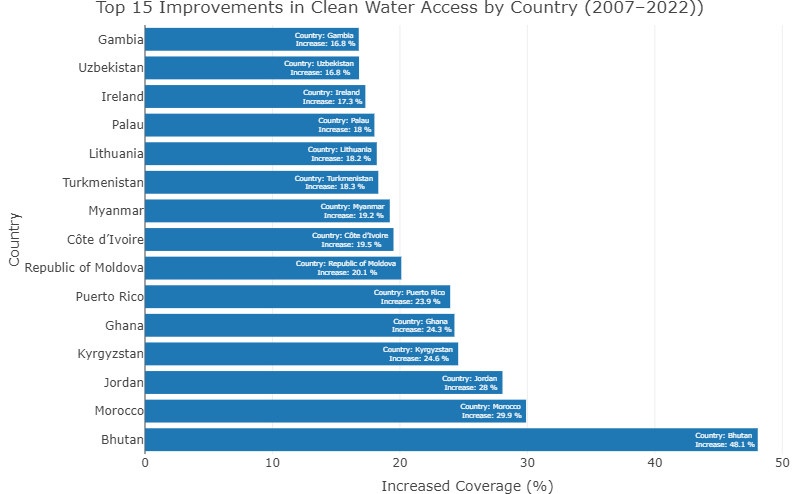 Top 15 Improvements in Clean Water Access by Country (2007–2022))
Country
Gambia
Country: Gambia
Increase: 16.8 %
Uzbekistan
Country: Uzbekistan
Increase: 16.8 %
Ireland
Country: Ireland
Increase: 17.3 %
Palau
Country: Palau
Increase: 18 %
Lithuania
Country: Lithuania
Increase: 18.2 %
Turkmenistan
Country: Turkmenistan
Increase: 18.3 %
Myanmar
Country: Myanmar
Increase: 19.2 %
Côte d’Ivoire
Country: Côte d’Ivoire
Increase: 19.5 %
Republic of Moldova
Country: Republic of Moldova
Increase: 20.1 %
Puerto Rico
Country: Puerto Rico
Increase: 23.9 %
Ghana
Country: Ghana
Increase: 24.3 %
Kyrgyzstan
Country: Kyrgyzstan
Increase: 24.6 %
Jordan
Country: Jordan
Increase: 28 %
Morocco
Country: Morocco
Increase: 29.9 %
Bhutan
Country: Bhutan
Increase: 48.1 %
0 10 20 30 40 50
Increased Coverage (%)